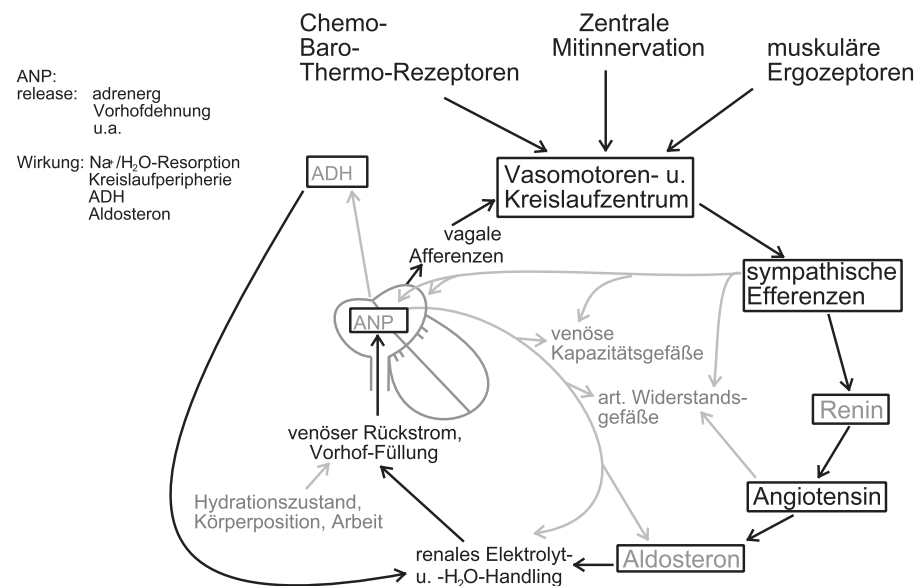 Chemo-
Baro-
Thermo-Rezeptoren
Zentrale
Mitinnervation
muskuläre
Ergozeptoren
ANP:
release: adrenerg
Vorhofdehnung
u.a.
Wirkung: Na⁺/H₂O-Resorption
Kreislaufperipherie
ADH
Aldosteron
ADH
Vasomotoren- u.
Kreislaufzentrum
vagale
Afferenzen
sympathische
Efferenzen
ANP
venöse
Kapazitätsgefäße
art. Widerstands-
gefäße
Renin
venöser Rückstrom,
Vorhof-Füllung
Hydrationszustand,
Körperposition, Arbeit
Angiotensin
renales Elektrolyt-
u. -H₂O-Handling
Aldosteron